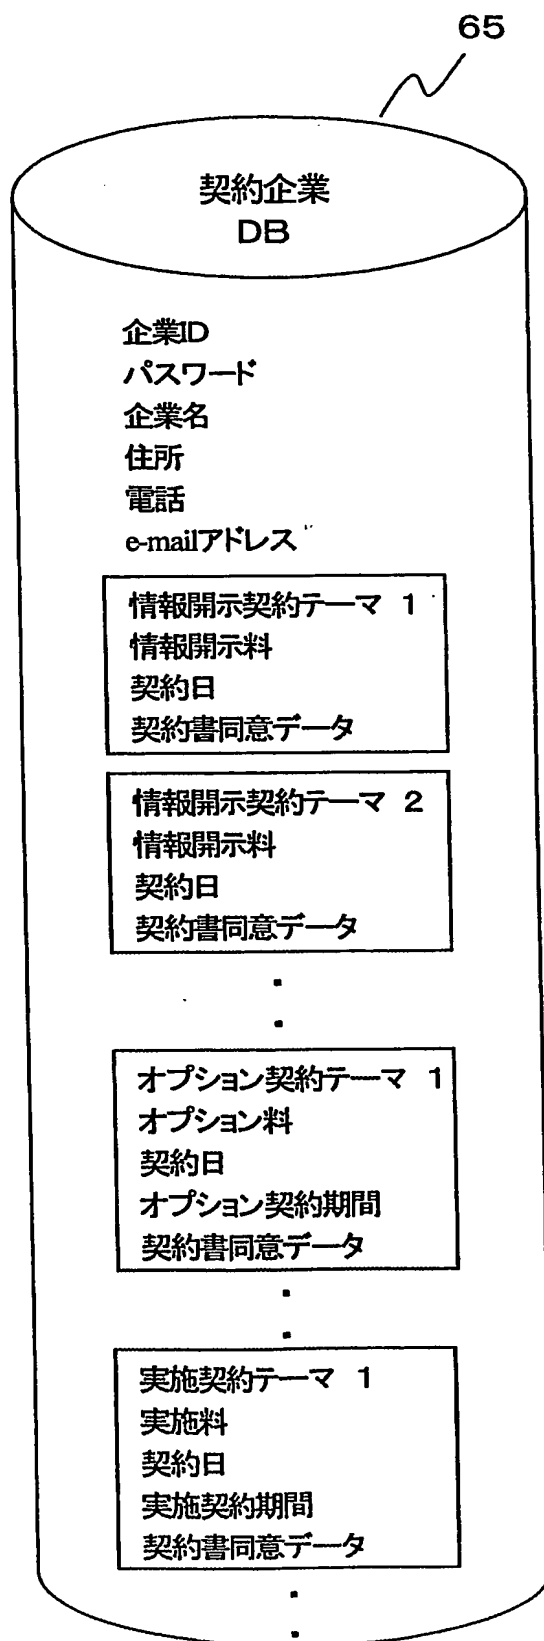 65
契約企業
DB
企業ID
パスワード
企業名
住所
電話
e-mailアドレス
情報開示契約テーマ 1
情報開示料
契約日
契約書同意データ
情報開示契約テーマ 2
情報開示料
契約日
契約書同意データ
オプション契約テーマ 1
オプション料
契約日
オプション契約期間
契約書同意データ
実施契約テーマ 1
実施料
契約日
実施契約期間
契約書同意データ